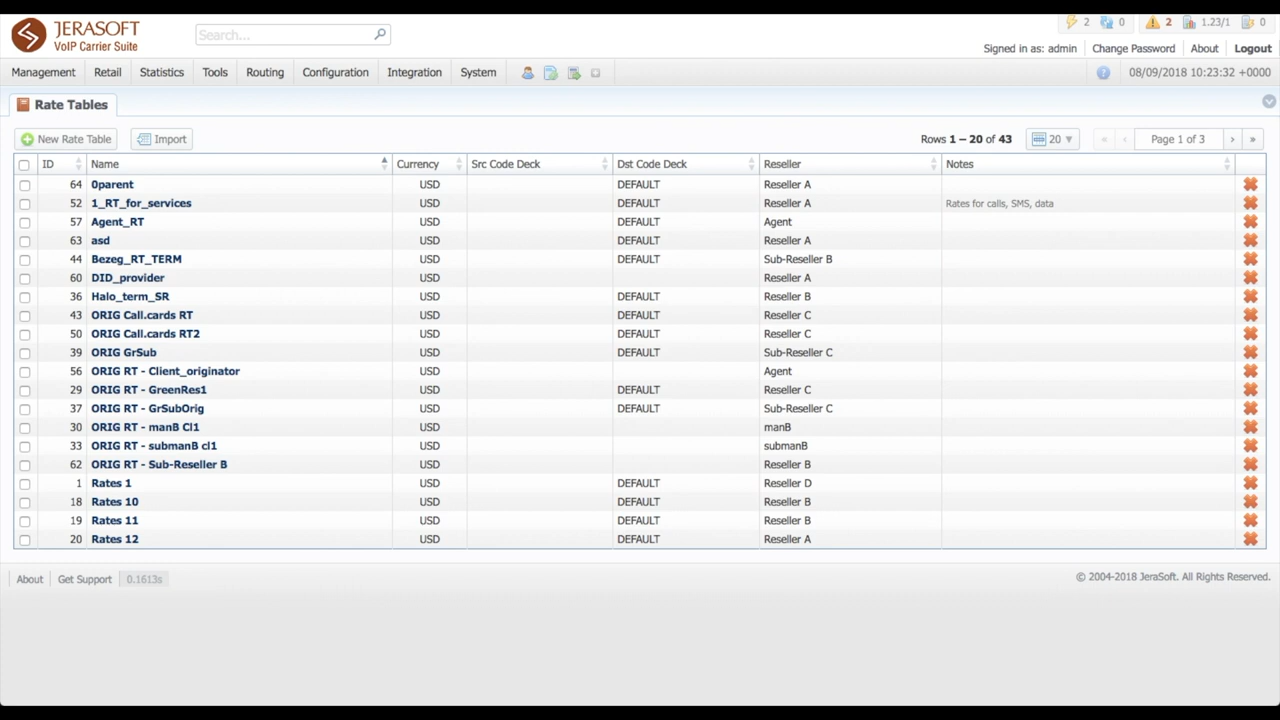 JERASOFT
VoIP Carrier Suite
Search...
2 0 2 1.23/1 0
Signed in as: admin Change Password About Logout
Management Retail Statistics Tools Routing Configuration Integration System 08/09/2018 10:23:32 +0000
Rate Tables
New Rate Table Import Rows 1 – 20 of 43 20 Page 1 of 3
ID Name Currency Src Code Deck Dst Code Deck Reseller Notes
64 0parent USD DEFAULT Reseller A
52 1_RT_for_services USD DEFAULT Reseller A Rates for calls, SMS, data
57 Agent_RT USD DEFAULT Agent
63 asd USD DEFAULT Reseller A
44 Bezeg_RT_TERM USD DEFAULT Sub-Reseller B
60 DID_provider USD Reseller A
36 Halo_term_SR USD DEFAULT Reseller B
43 ORIG Call.cards RT USD DEFAULT Reseller C
50 ORIG Call.cards RT2 USD DEFAULT Reseller C
39 ORIG GrSub USD DEFAULT Sub-Reseller C
56 ORIG RT - Client_originator USD Agent
29 ORIG RT - GreenRes1 USD DEFAULT Reseller C
37 ORIG RT - GrSubOrig USD DEFAULT Sub-Reseller C
30 ORIG RT - manB Cl1 USD manB
33 ORIG RT - submanB cl1 USD submanB
62 ORIG RT - Sub-Reseller B USD Reseller B
1 Rates 1 USD DEFAULT Reseller D
18 Rates 10 USD DEFAULT Reseller B
19 Rates 11 USD DEFAULT Reseller B
20 Rates 12 USD DEFAULT Reseller A
About Get Support 0.1613s © 2004-2018 JeraSoft. All Rights Reserved.